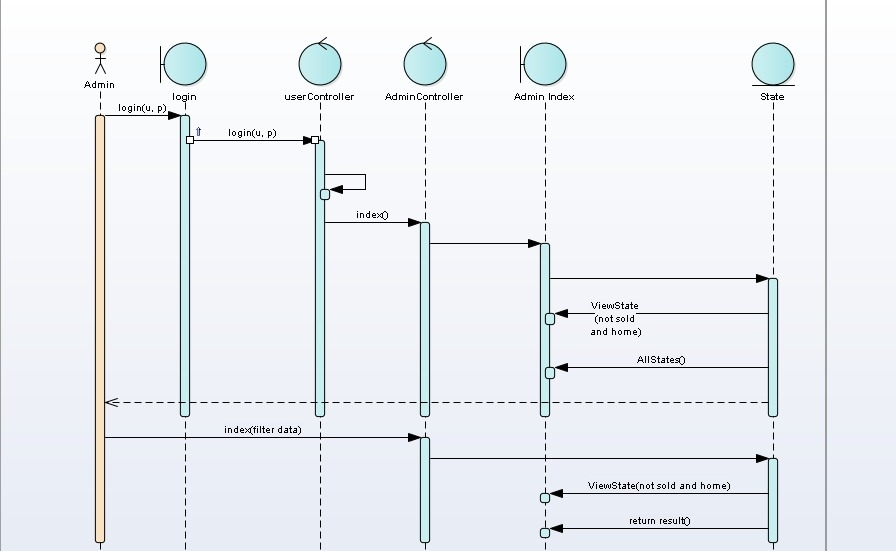 Admin
login
userController
AdminController
Admin Index
State
login(u, p)
login(u, p)
index()
ViewState
(not sold
and home)
AllStates()
index(filter data)
ViewState(not sold and home)
return result()